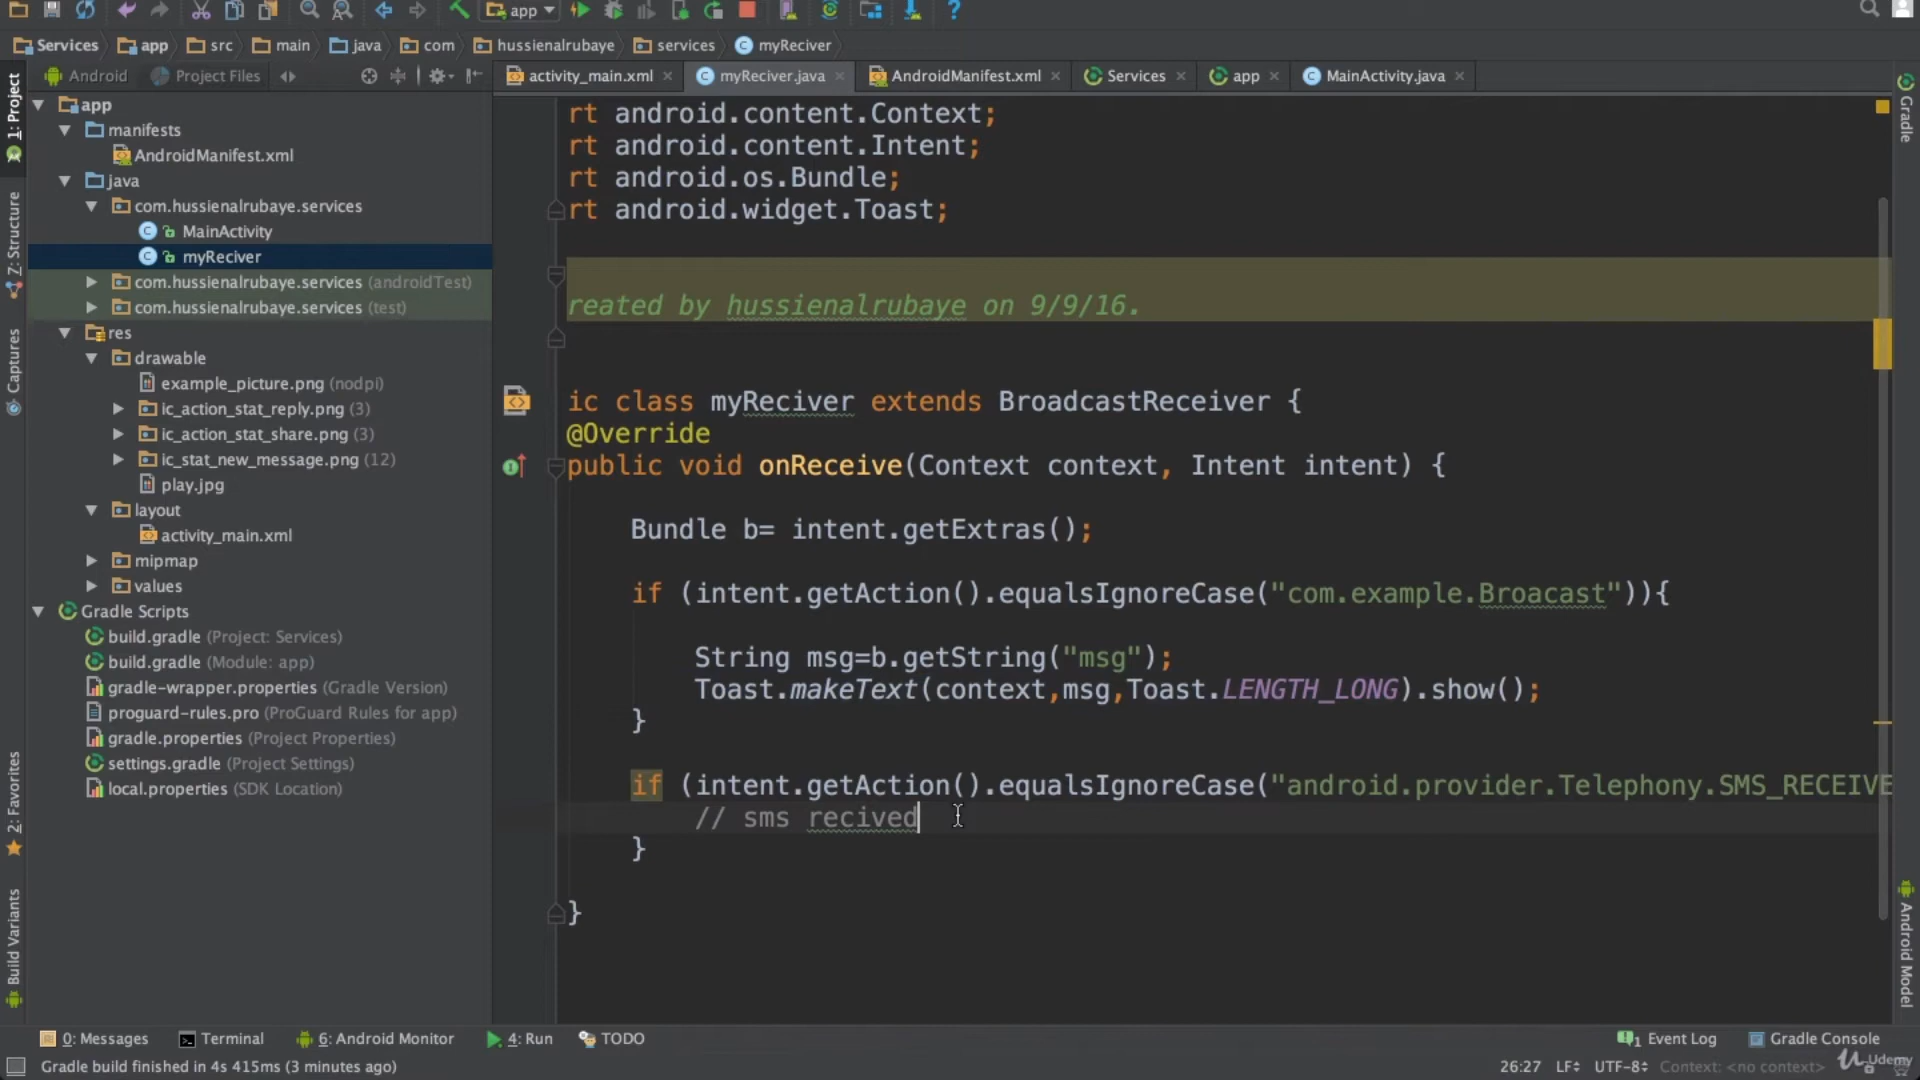 app
Services app src main java com hussienalrubaye services myReciver
Android Project Files
activity_main.xml myReciver.java AndroidManifest.xml Services app MainActivity.java
1: Project
Z: Structure
Captures
2: Favorites
Build Variants
app
manifests
AndroidManifest.xml
java
com.hussienalrubaye.services
MainActivity
myReciver
com.hussienalrubaye.services (androidTest)
com.hussienalrubaye.services (test)
res
drawable
example_picture.png (nodpi)
ic_action_stat_reply.png (3)
ic_action_stat_share.png (3)
ic_stat_new_message.png (12)
play.jpg
layout
activity_main.xml
mipmap
values
Gradle Scripts
build.gradle (Project: Services)
build.gradle (Module: app)
gradle-wrapper.properties (Gradle Version)
proguard-rules.pro (ProGuard Rules for app)
gradle.properties (Project Properties)
settings.gradle (Project Settings)
local.properties (SDK Location)
rt android.content.Context;
rt android.content.Intent;
rt android.os.Bundle;
rt android.widget.Toast;
reated by hussienalrubaye on 9/9/16.
ic class myReciver extends BroadcastReceiver {
@Override
public void onReceive(Context context, Intent intent) {
Bundle b= intent.getExtras();
if (intent.getAction().equalsIgnoreCase("com.example.Broacast")){
String msg=b.getString("msg");
Toast.makeText(context,msg,Toast.LENGTH_LONG).show();
}
if (intent.getAction().equalsIgnoreCase("android.provider.Telephony.SMS_RECEIVE
// sms recived
}
}
Gradle
Android Model
0: Messages Terminal 6: Android Monitor 4: Run TODO 1 Event Log Gradle Console
Gradle build finished in 4s 415ms (3 minutes ago) 26:27 LF UTF-8 Context: <no context>
Udemy